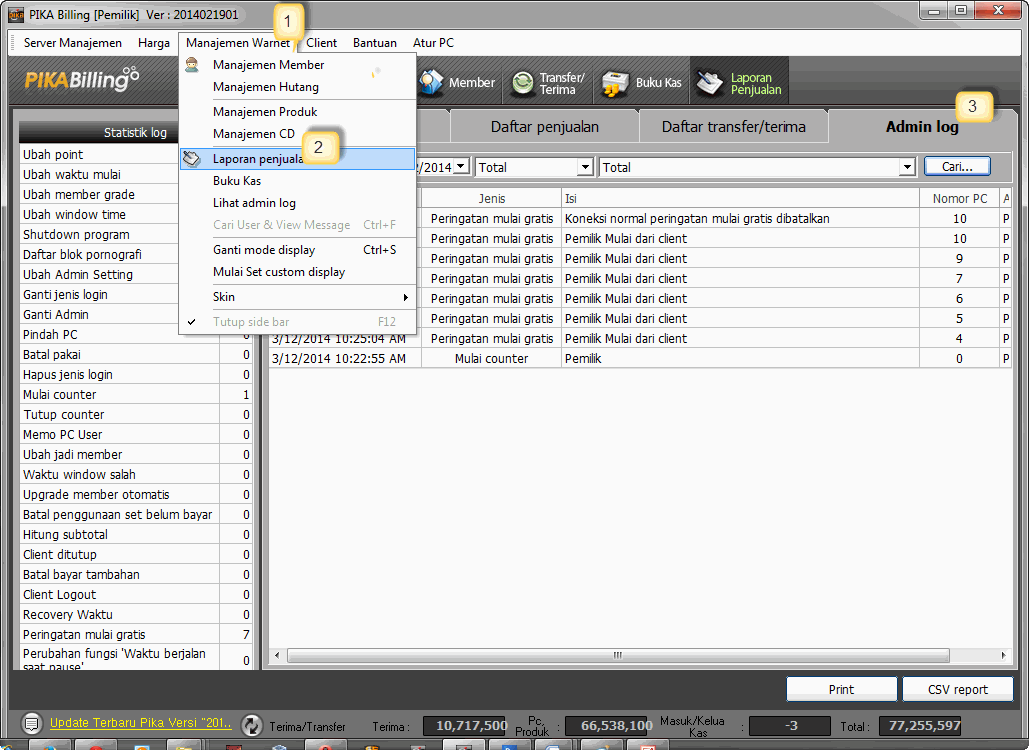 PIKA Billing [Pemilik]  Ver : 2014021901
1
Server Manajemen Harga Manajemen Warnet Client Bantuan Atur PC
PIKABilling
Member
Transfer/
Terima
Buku Kas
Laporan
Penjualan
Manajemen Member
Manajemen Hutang
Manajemen Produk
Manajemen CD
2
Laporan penjuala
Buku Kas
Lihat admin log
Cari User & View Message Ctrl+F
Ganti mode display Ctrl+S
Mulai Set custom display
Skin
Tutup side bar F12
3
Daftar penjualan Daftar transfer/terima Admin log
/2014 Total Total Cari...
Statistik log
Ubah point
Ubah waktu mulai
Ubah member grade
Ubah window time
Shutdown program
Daftar blok pornografi
Ubah Admin Setting
Ganti jenis login
Ganti Admin
Pindah PC 0
Batal pakai 0
Hapus jenis login 0
Mulai counter 1
Tutup counter 0
Memo PC User 0
Ubah jadi member 0
Waktu window salah 0
Upgrade member otomatis 0
Batal penggunaan set belum bayar 0
Hitung subtotal 0
Client ditutup 0
Batal bayar tambahan 0
Client Logout 0
Recovery Waktu 0
Peringatan mulai gratis 7
Perubahan fungsi 'Waktu berjalan
saat pause' 0
Jenis Isi Nomor PC A
Peringatan mulai gratis Koneksi normal peringatan mulai gratis dibatalkan 10 P
Peringatan mulai gratis Pemilik Mulai dari client 10 P
Peringatan mulai gratis Pemilik Mulai dari client 9 P
Peringatan mulai gratis Pemilik Mulai dari client 7 P
Peringatan mulai gratis Pemilik Mulai dari client 6 P
Peringatan mulai gratis Pemilik Mulai dari client 5 P
3/12/2014 10:25:04 AM Peringatan mulai gratis Pemilik Mulai dari client 4 P
3/12/2014 10:22:55 AM Mulai counter Pemilik 0 P
Print CSV report
Update Terbaru Pika Versi "201..
Terima/Transfer Terima : 10,717,500
Pc,
Produk : 66,538,100
Masuk/Kelua
Kas : -3
Total : 77,255,597